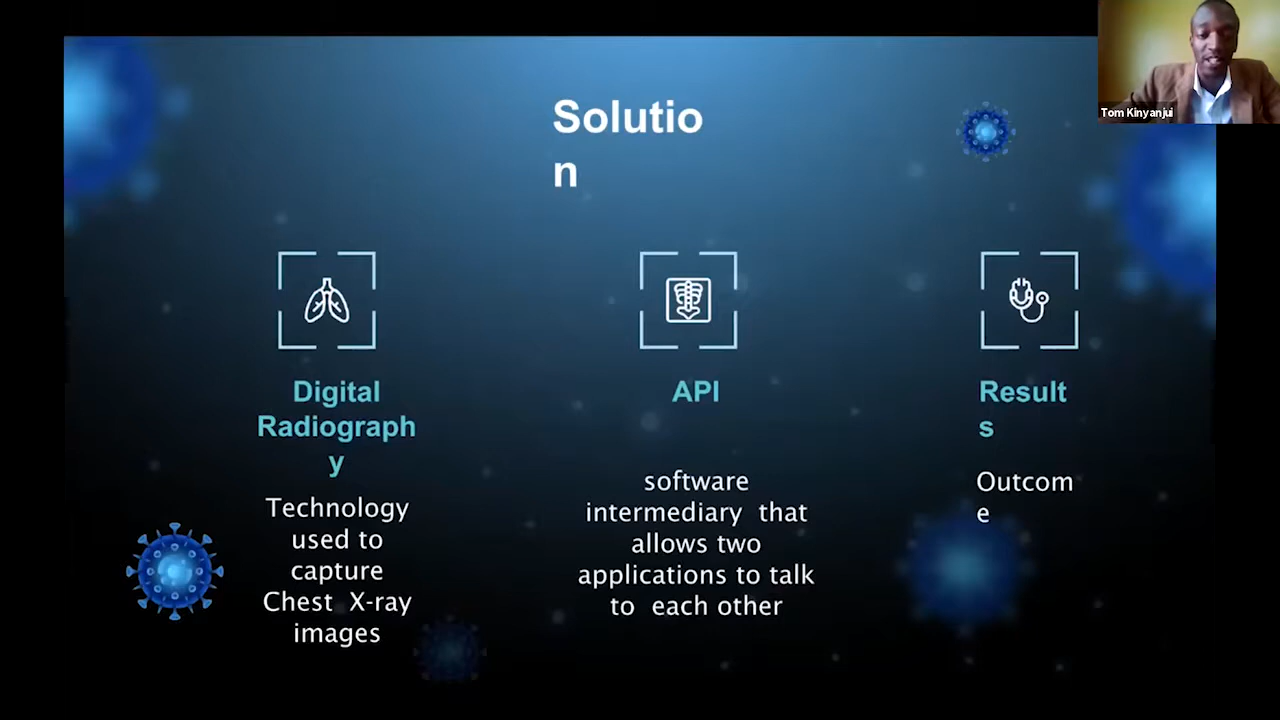 Tom Kinyanjui
Solutio
n
Digital
Radiograph
y
Technology
used to
capture
Chest X-ray
images
API
software
intermediary that
allows two
applications to talk
to each other
Result
s
Outcom
e